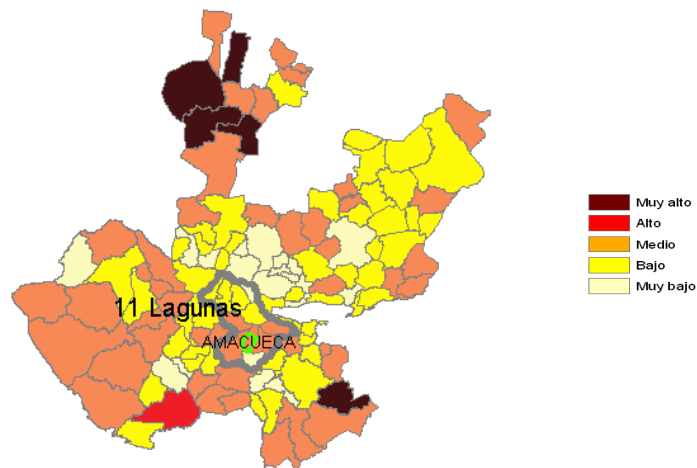 11 Lagunas
AMACUECA
Muy alto
Alto
Medio
Bajo
Muy bajo